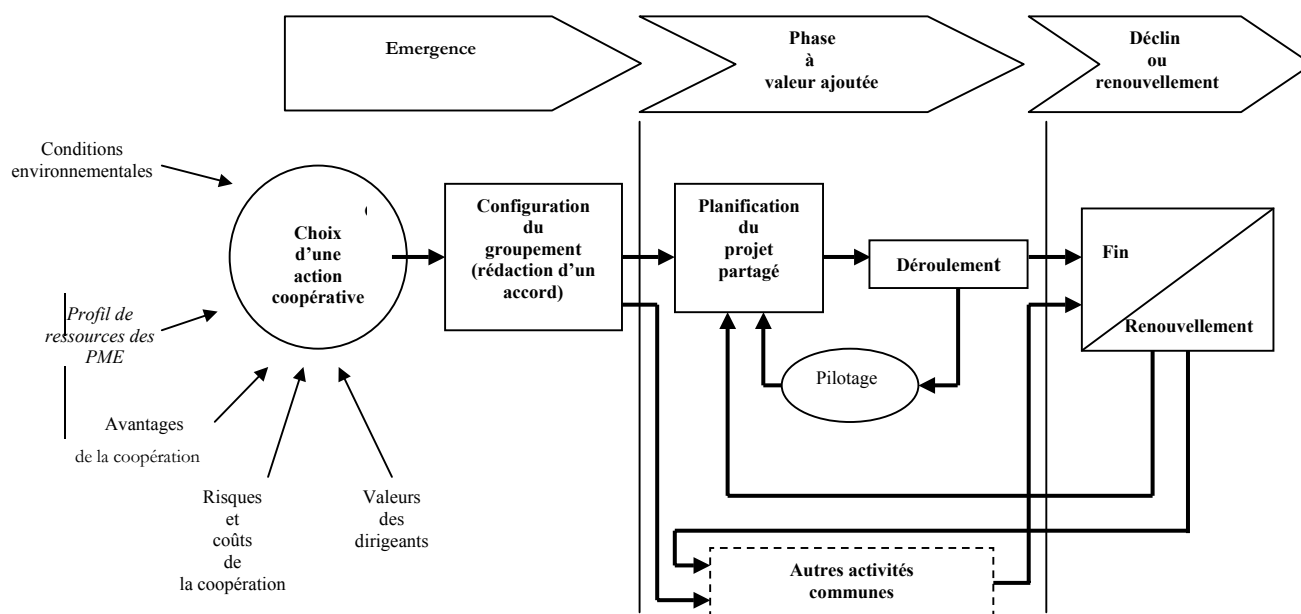 Emergence
Phase
à
valeur ajoutée
Déclin
ou
renouvellement
Conditions
environnementales
Choix
d'une
action
coopérative
Configuration
du
groupement
(rédaction d'un
accord)
Planification
du
projet
partagé
Déroulement
Fin
Renouvellement
Profil de
ressources des
PME
Pilotage
Avantages
de la coopération
Risques
et
coûts
de
la coopération
Valeurs
des
dirigeants
Autres activités
communes